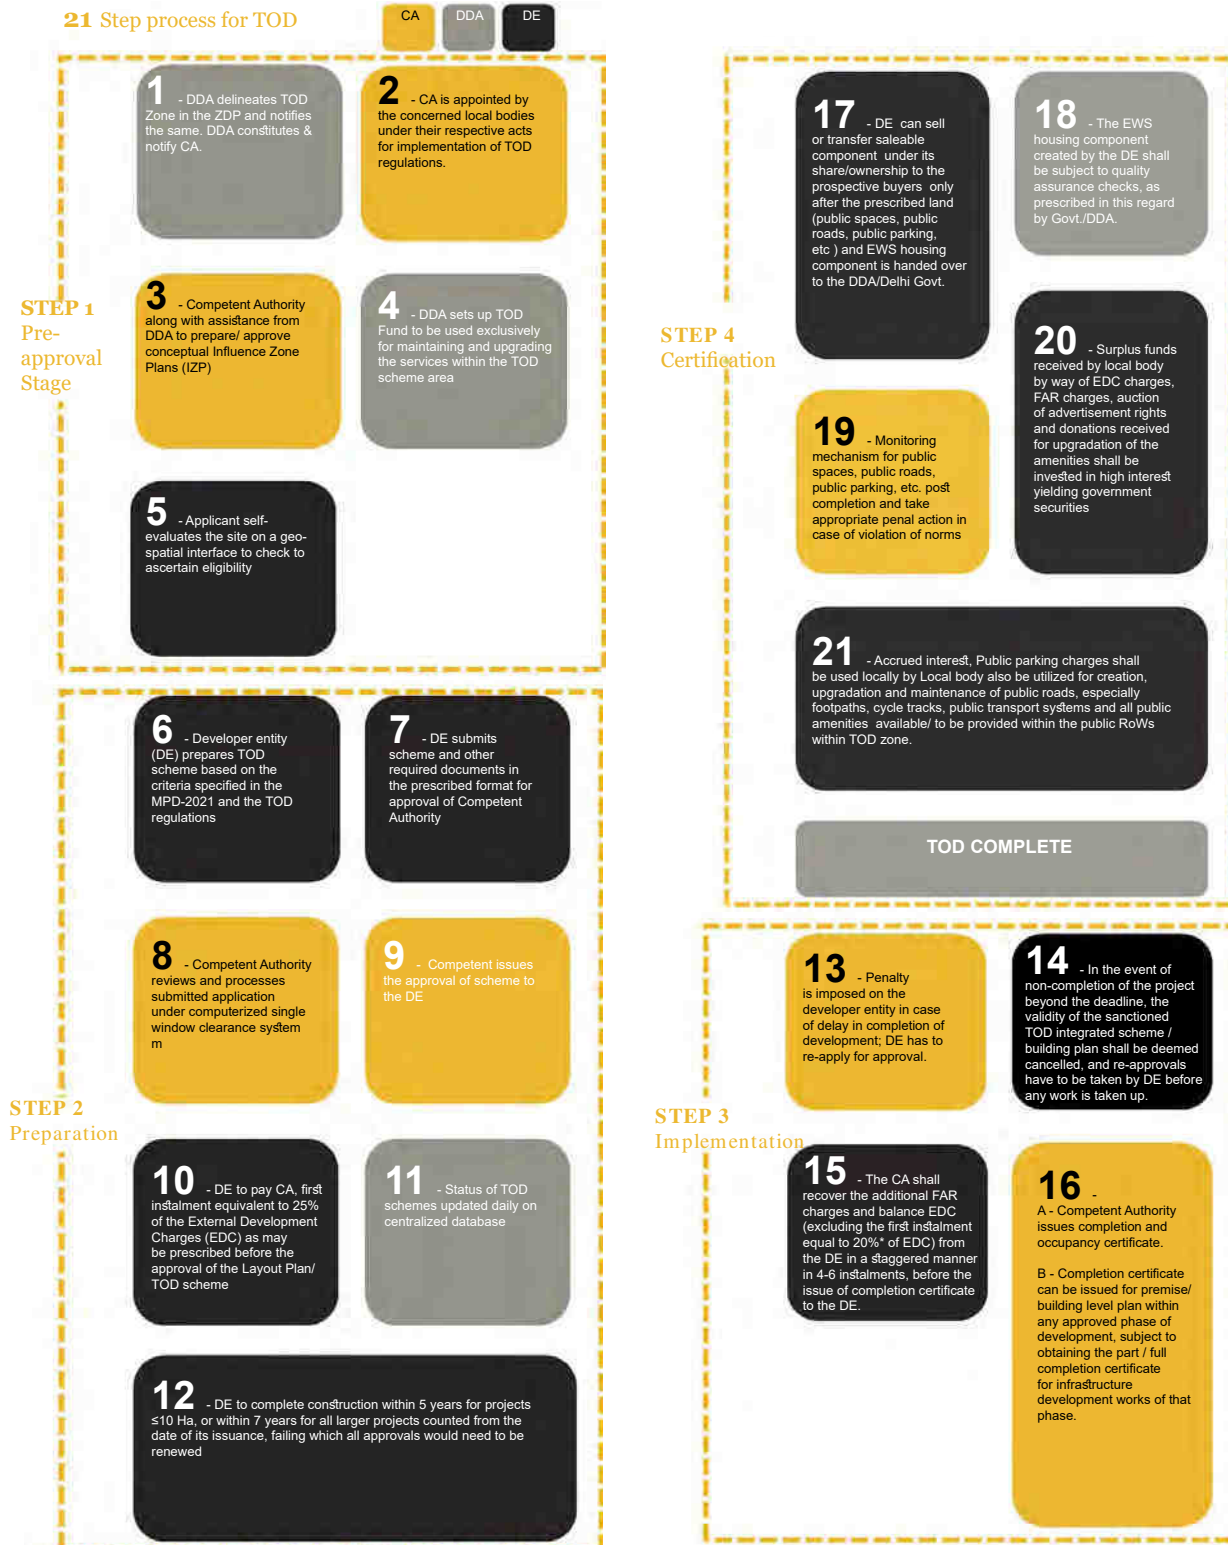 21 Step process for TOD
CA
DDA
DE
STEP 1
Pre-
approval
Stage
1 - DDA delineates TOD
Zone in the ZDP and notifies
the same. DDA constitutes &
notify CA.
2 - CA is appointed by
the concerned local bodies
under their respective acts
for implementation of TOD
regulations.
3 - Competent Authority
along with assistance from
DDA to prepare/ approve
conceptual Influence Zone
Plans (IZP)
4 - DDA sets up TOD
Fund to be used exclusively
for maintaining and upgrading
the services within the TOD
scheme area
5 - Applicant self-
evaluates the site on a geo-
spatial interface to check to
ascertain eligibility
STEP 2
Preparation
6 - Developer entity
(DE) prepares TOD
scheme based on the
criteria specified in the
MPD-2021 and the TOD
regulations
7 - DE submits
scheme and other
required documents in
the prescribed format for
approval of Competent
Authority
8 - Competent Authority
reviews and processes
submitted application
under computerized single
window clearance system
m
9 - Competent issues
the approval of scheme to
the DE
10 - DE to pay CA, first
instalment equivalent to 25%
of the External Development
Charges (EDC) as may
be prescribed before the
approval of the Layout Plan/
TOD scheme
11 - Status of TOD
schemes updated daily on
centralized database
12 - DE to complete construction within 5 years for projects
≤10 Ha, or within 7 years for all larger projects counted from the
date of its issuance, failing which all approvals would need to be
renewed
STEP 4
Certification
17 - DE can sell
or transfer saleable
component under its
share/ownership to the
prospective buyers only
after the prescribed land
(public spaces, public
roads, public parking,
etc ) and EWS housing
component is handed over
to the DDA/Delhi Govt.
18 - The EWS
housing component
created by the DE shall
be subject to quality
assurance checks, as
prescribed in this regard
by Govt./DDA.
19 - Monitoring
mechanism for public
spaces, public roads,
public parking, etc. post
completion and take
appropriate penal action in
case of violation of norms
20 - Surplus funds
received by local body
by way of EDC charges,
FAR charges, auction
of advertisement rights
and donations received
for upgradation of the
amenities shall be
invested in high interest
yielding government
securities
21 - Accrued interest, Public parking charges shall
be used locally by Local body also be utilized for creation,
upgradation and maintenance of public roads, especially
footpaths, cycle tracks, public transport systems and all public
amenities available/ to be provided within the public RoWs
within TOD zone.
TOD COMPLETE
STEP 3
Implementation
13 - Penalty
is imposed on the
developer entity in case
of delay in completion of
development; DE has to
re-apply for approval.
14 - In the event of
non-completion of the project
beyond the deadline, the
validity of the sanctioned
TOD integrated scheme /
building plan shall be deemed
cancelled, and re-approvals
have to be taken by DE before
any work is taken up.
15 - The CA shall
recover the additional FAR
charges and balance EDC
(excluding the first instalment
equal to 20%* of EDC) from
the DE in a staggered manner
in 4-6 instalments, before the
issue of completion certificate
to the DE.
16 -
A - Competent Authority
issues completion and
occupancy certificate.
B - Completion certificate
can be issued for premise/
building level plan within
any approved phase of
development, subject to
obtaining the part / full
completion certificate
for infrastructure
development works of that
phase.